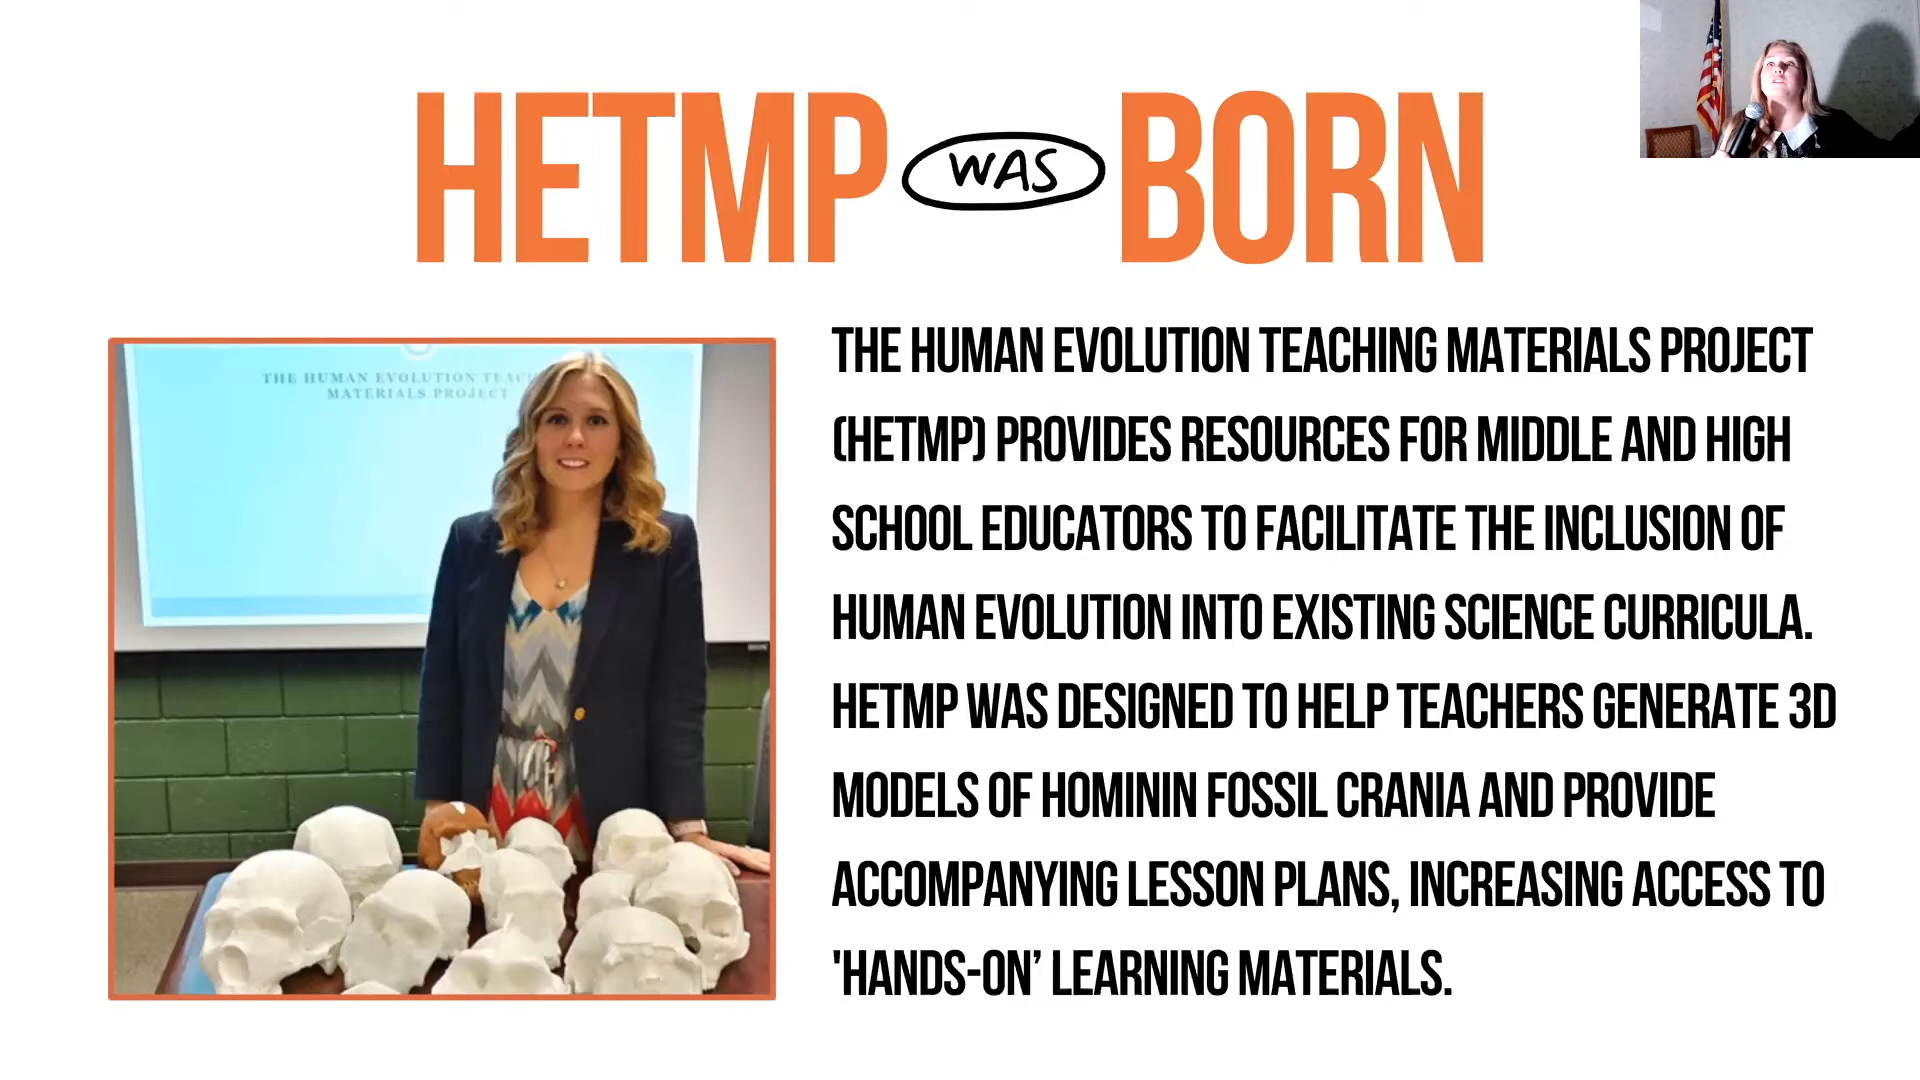 HETMP WAS BORN
THE HUMAN EVOLUTION TEACH
MATERIALS PROJECT
THE HUMAN EVOLUTION TEACHING MATERIALS PROJECT
(HETMP) PROVIDES RESOURCES FOR MIDDLE AND HIGH
SCHOOL EDUCATORS TO FACILITATE THE INCLUSION OF
HUMAN EVOLUTION INTO EXISTING SCIENCE CURRICULA.
HETMP WAS DESIGNED TO HELP TEACHERS GENERATE 3D
MODELS OF HOMININ FOSSIL CRANIA AND PROVIDE
ACCOMPANYING LESSON PLANS, INCREASING ACCESS TO
'HANDS-ON’ LEARNING MATERIALS.